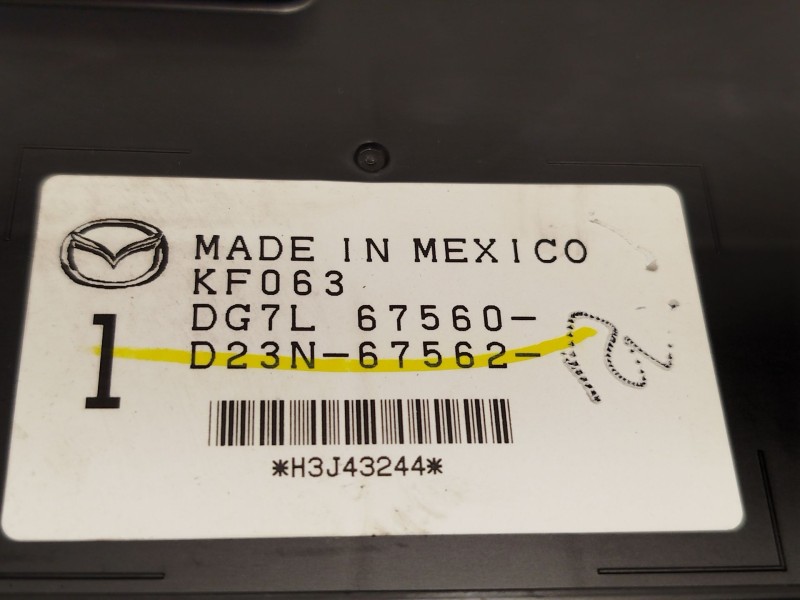 MADE IN MEXICO
KF063
DG7L 67560-
1
D23N-67562-
*H3J43244*